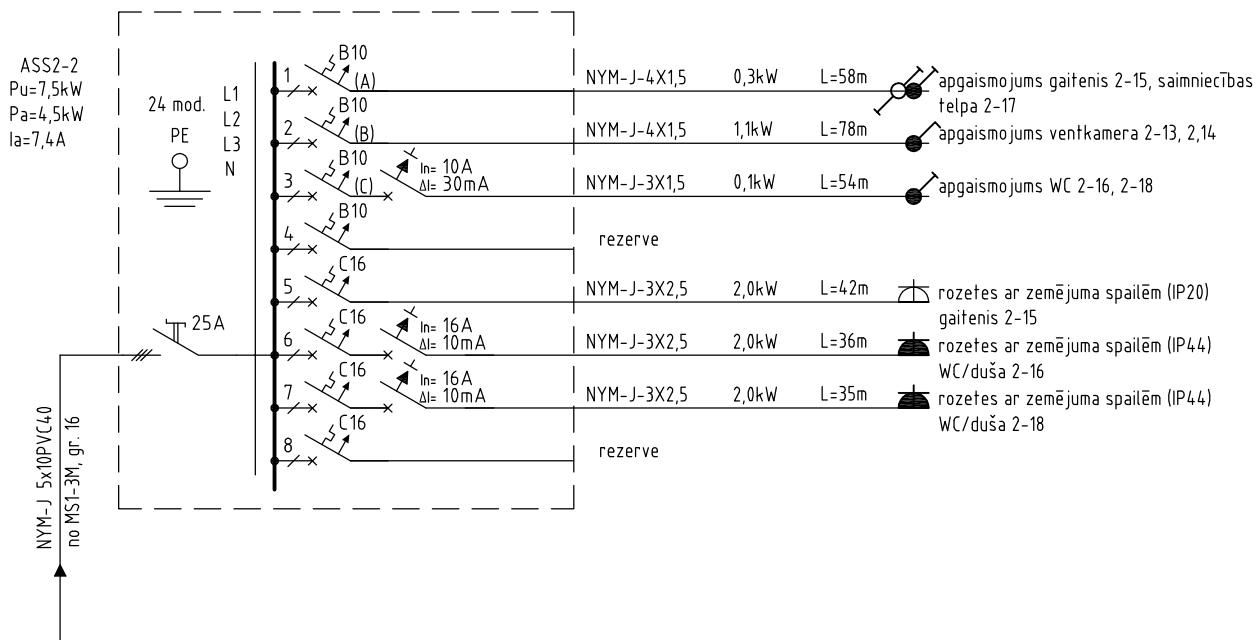 ASS2-2
Pu=7,5kW
Pa=4,5kW
Ia=7,4A
24 mod.
PE
L1
L2
L3
N
25A
NYM-J 5x10PVC40
no MS1-3M, gr. 16
1 B10 (A) NYM-J-4X1,5 0,3kW L=58m apgaismojums gaitenis 2-15, saimniecības
telpa 2-17
2 B10 (B) NYM-J-4X1,5 1,1kW L=78m apgaismojums ventkamera 2-13, 2,14
3 B10 (C) In= 10A
ΔI= 30mA
NYM-J-3X1,5 0,1kW L=54m apgaismojums WC 2-16, 2-18
4 B10 rezerve
5 C16 NYM-J-3X2,5 2,0kW L=42m rozetes ar zemējuma spailēm (IP20)
gaitenis 2-15
6 C16 In= 16A
ΔI= 10mA
NYM-J-3X2,5 2,0kW L=36m rozetes ar zemējuma spailēm (IP44)
WC/duša 2-16
7 C16 In= 16A
ΔI= 10mA
NYM-J-3X2,5 2,0kW L=35m rozetes ar zemējuma spailēm (IP44)
WC/duša 2-18
8 C16 rezerve